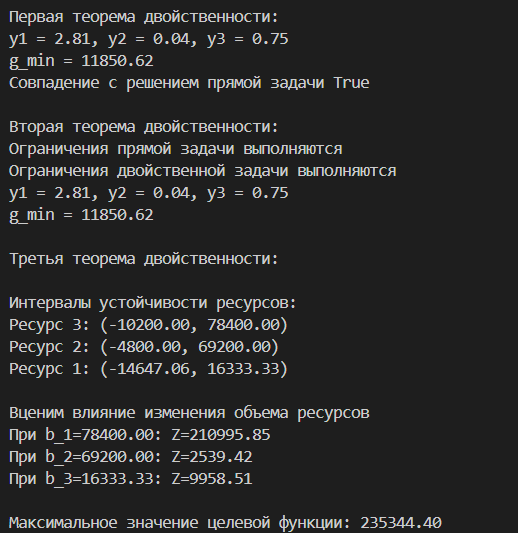 Первая теорема двойственности:
y1 = 2.81, y2 = 0.04, y3 = 0.75
g_min = 11850.62
Совпадение с решением прямой задачи True
Вторая теорема двойственности:
Ограничения прямой задачи выполняются
Ограничения двойственной задачи выполняются
y1 = 2.81, y2 = 0.04, y3 = 0.75
g_min = 11850.62
Третья теорема двойственности:
Интервалы устойчивости ресурсов:
Ресурс 3: (-10200.00, 78400.00)
Ресурс 2: (-4800.00, 69200.00)
Ресурс 1: (-14647.06, 16333.33)
Вценим влияние изменения объема ресурсов
При b_1=78400.00: Z=210995.85
При b_2=69200.00: Z=2539.42
При b_3=16333.33: Z=9958.51
Максимальное значение целевой функции: 235344.40